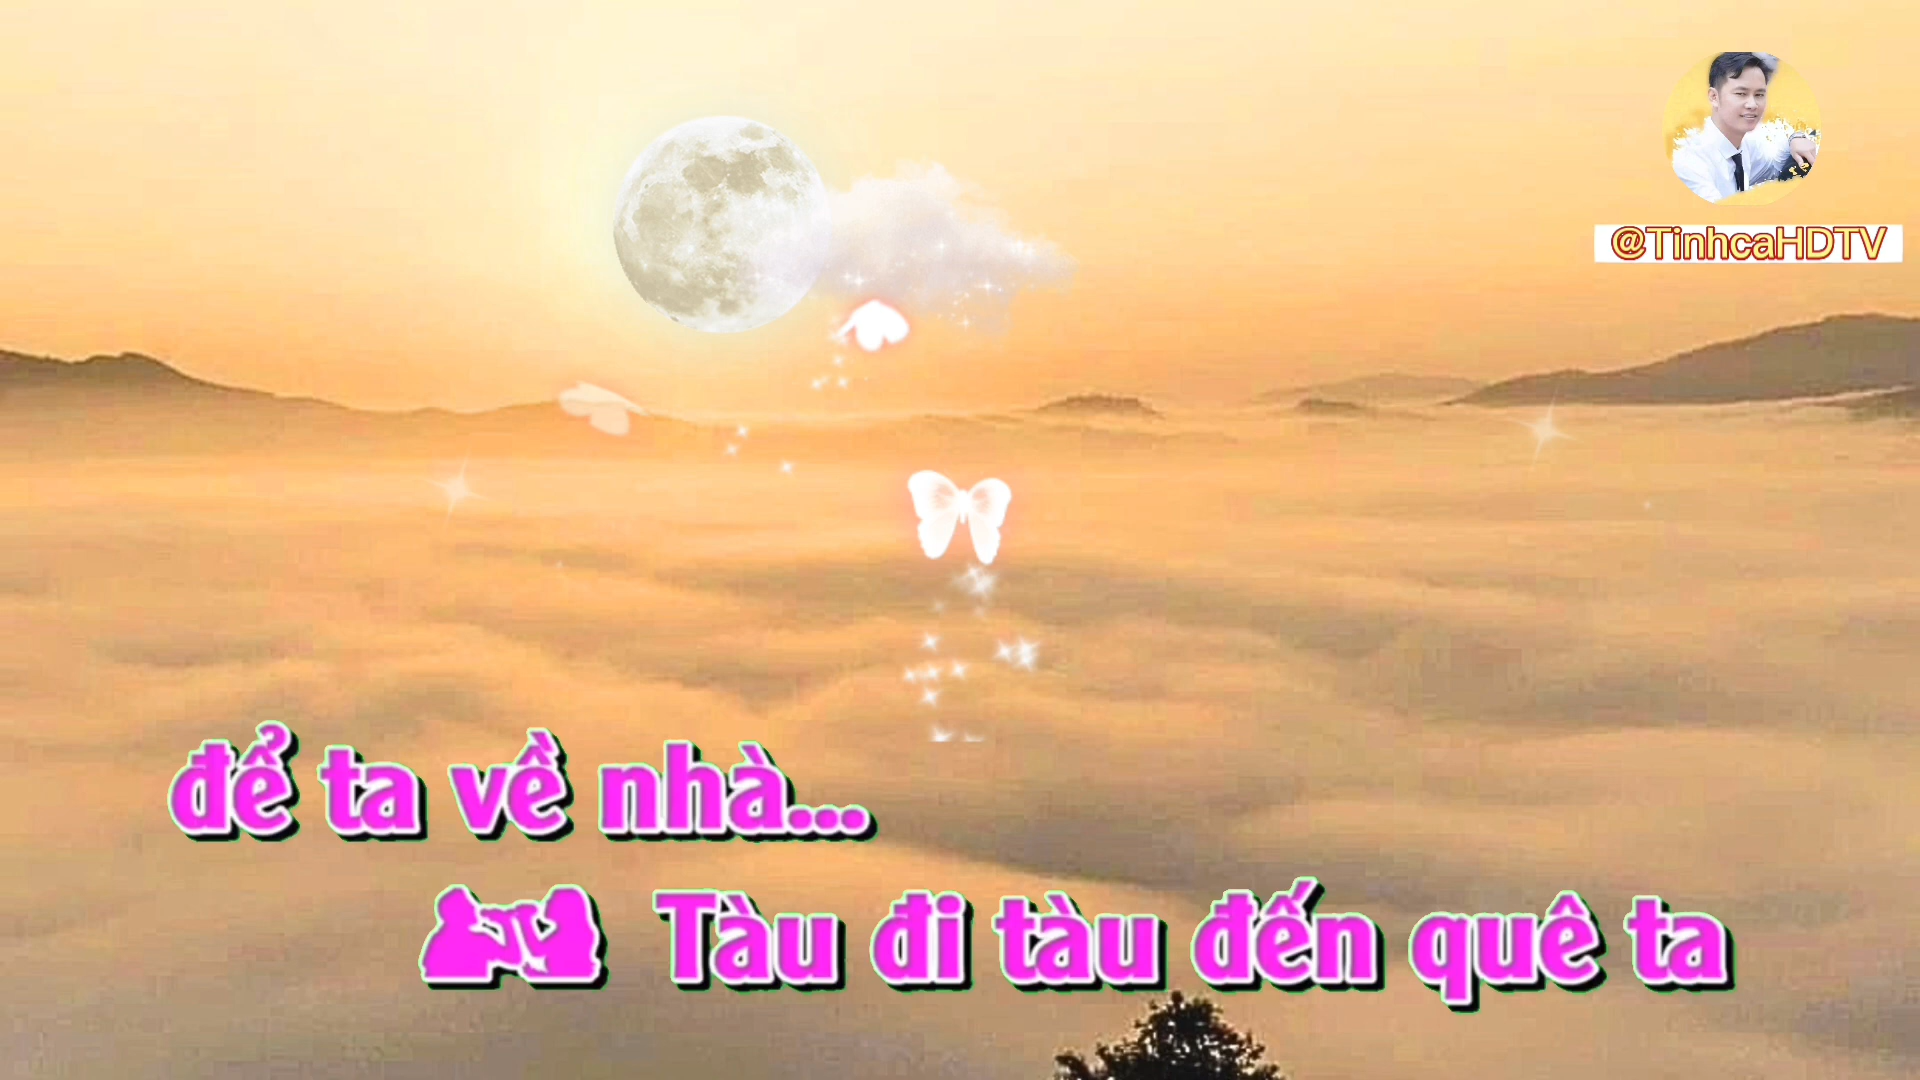 @TinhcaHDTV
để ta về nhà...
Tàu đi tàu đến quê ta